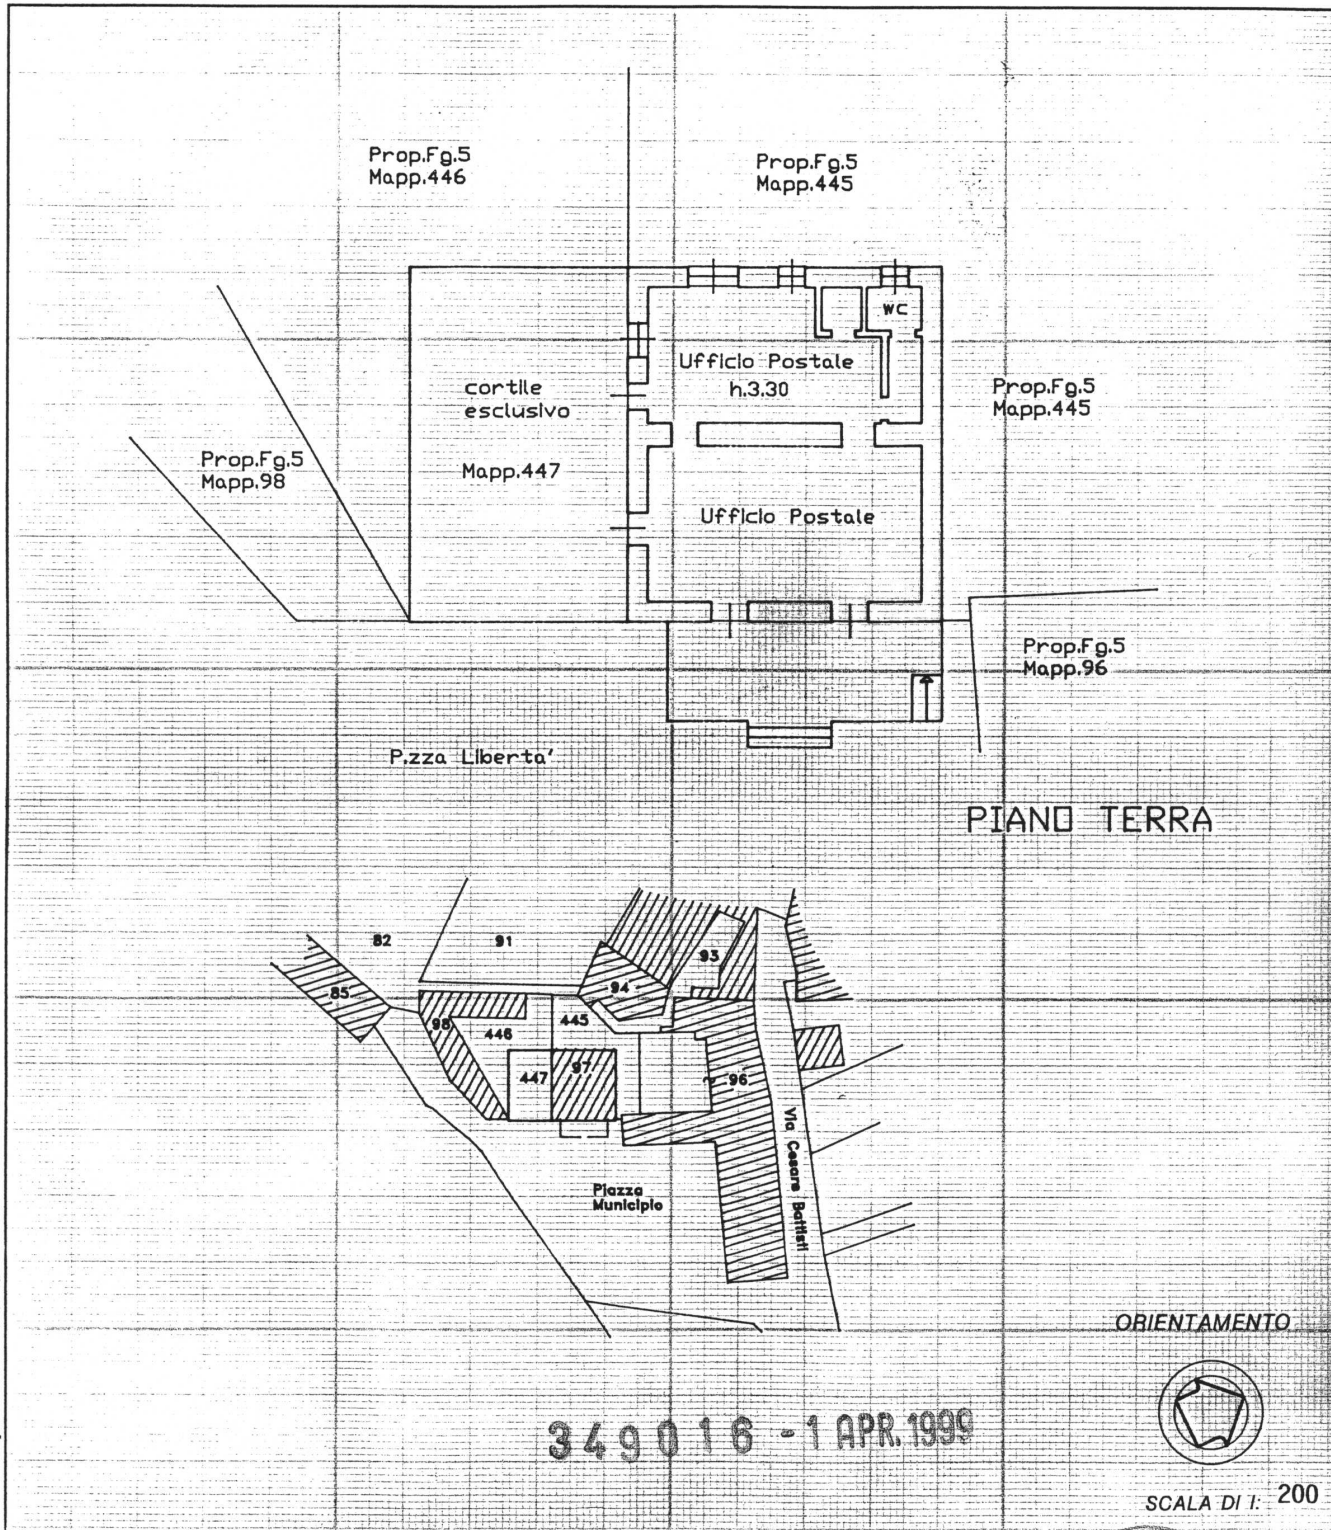 Prop.Fg.5
Mapp.446
Prop.Fg.5
Mapp.445
WC
Ufficio Postale
h.3.30
cortile
esclusivo
Prop.Fg.5
Mapp.445
Prop.Fg.5
Mapp.98
Mapp.447
Ufficio Postale
Prop.Fg.5
Mapp.96
P.zza Liberta'
PIANO TERRA
82
91
93
94
85
98
446
445
447
97
96
Via Cesare Battisti
Piazza
Municipio
ORIENTAMENTO
349016 - 1 APR. 1999
SCALA DI I: 200